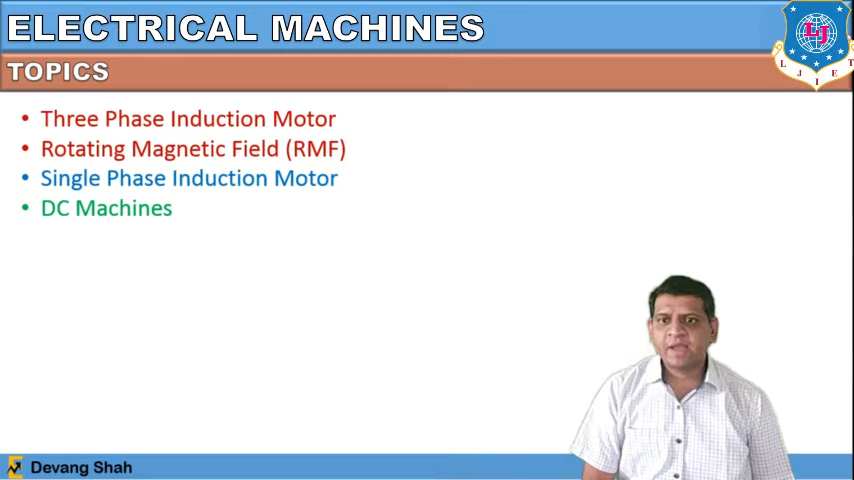 ELECTRICAL MACHINES
TOPICS
LJ
L J I E T
• Three Phase Induction Motor
• Rotating Magnetic Field (RMF)
• Single Phase Induction Motor
• DC Machines
Devang Shah